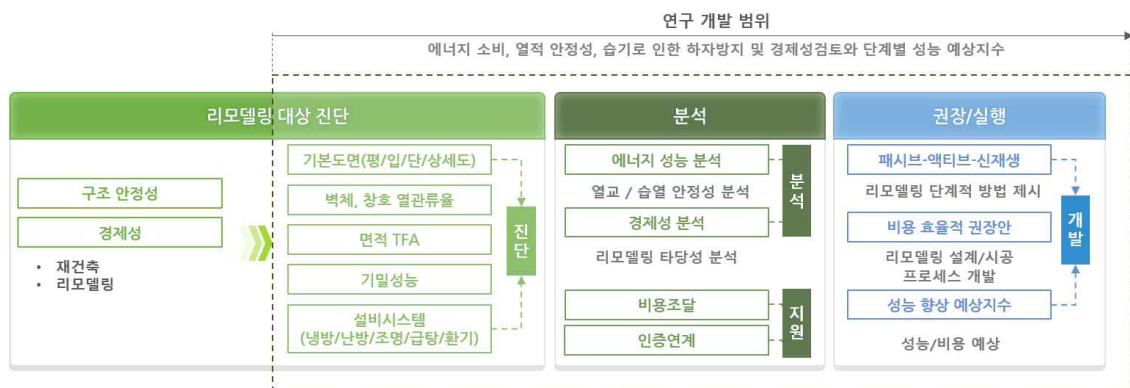 연구 개발 범위
에너지 소비, 열적 안정성, 습기로 인한 하자방지 및 경제성검토와 단계별 성능 예상지수
리모델링 대상 진단
구조 안정성
경제성
• 재건축
• 리모델링
기본도면(평/입/단/상세도)
벽체, 창호 열관류율
면적 TFA
기밀성능
설비시스템
(냉방/난방/조명/급탕/환기)
진단
분석
에너지 성능 분석
열교 / 습열 안정성 분석
경제성 분석
리모델링 타당성 분석
분석
비용조달
인증연계
지원
권장/실행
패시브-액티브-신재생
리모델링 단계적 방법 제시
비용 효율적 권장안
리모델링 설계/시공
프로세스 개발
성능 향상 예상지수
성능/비용 예상
개발